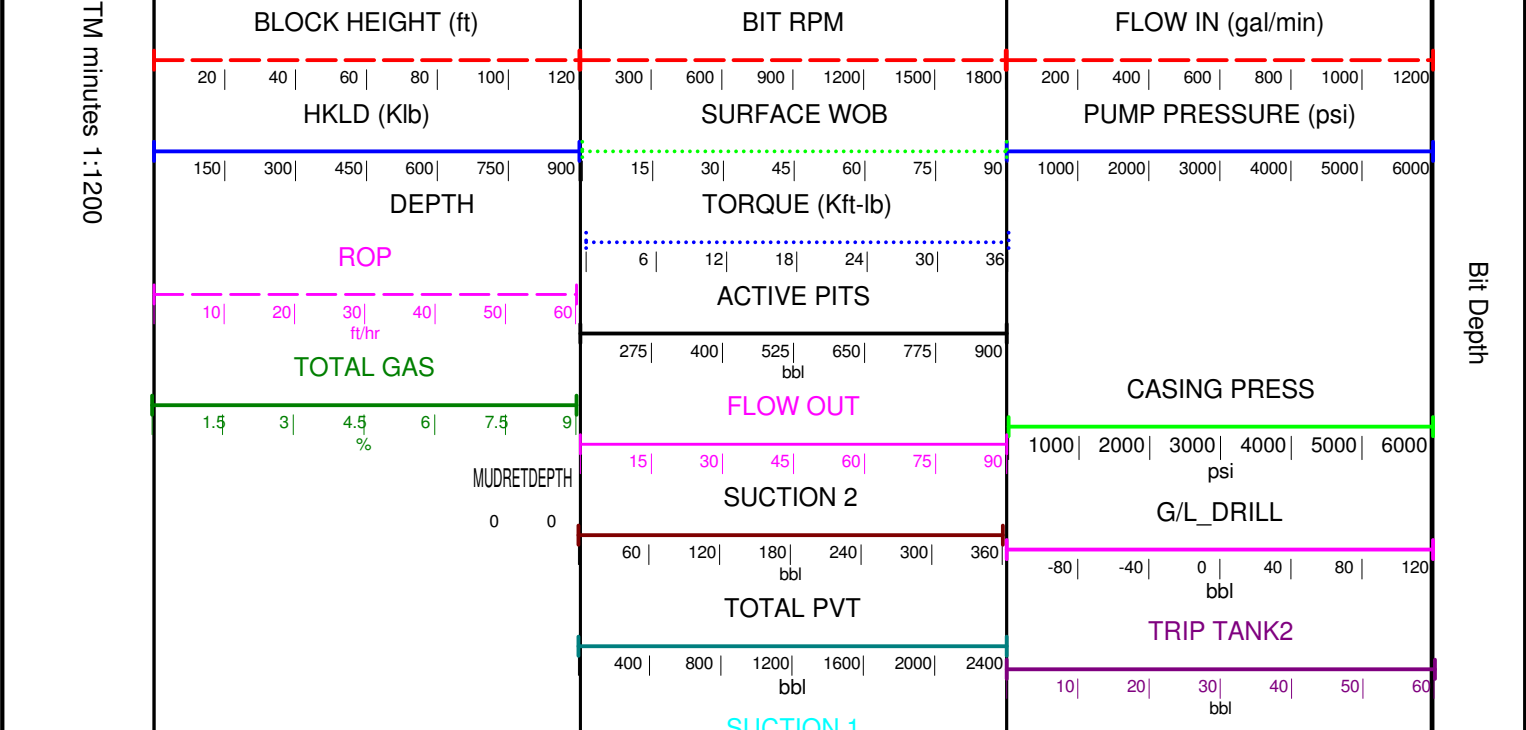 TM minutes 1:1200
BLOCK HEIGHT (ft)
20 40 60 80 100 120
HKLD (Klb)
150 300 450 600 750 900
DEPTH
ROP
10 20 30 40 50 60
ft/hr
TOTAL GAS
1.5 3 4.5 6 7.5 9
%
MUDRETDEPTH
0 0
BIT RPM
300 600 900 1200 1500 1800
SURFACE WOB
15 30 45 60 75 90
TORQUE (Kft-lb)
6 12 18 24 30 36
ACTIVE PITS
275 400 525 650 775 900
bbl
FLOW OUT
15 30 45 60 75 90
SUCTION 2
60 120 180 240 300 360
bbl
TOTAL PVT
400 800 1200 1600 2000 2400
bbl
SUCTION 1
FLOW IN (gal/min)
200 400 600 800 1000 1200
PUMP PRESSURE (psi)
1000 2000 3000 4000 5000 6000
CASING PRESS
1000 2000 3000 4000 5000 6000
psi
G/L_DRILL
-80 -40 0 40 80 120
bbl
TRIP TANK2
10 20 30 40 50 60
bbl
Bit Depth